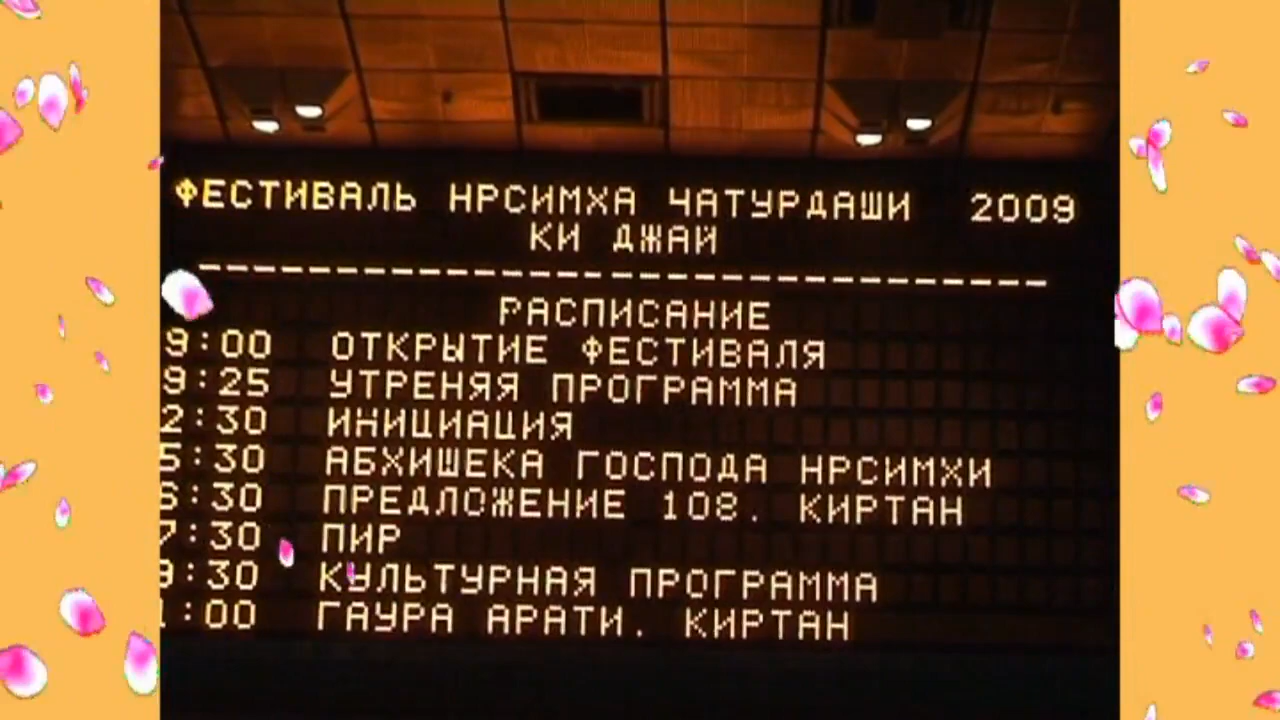 ФЕСТИВАЛЬ НРСИМХА ЧАТУРДАШИ 2009
КИ ДЖАЙ
РАСПИСАНИЕ
9:00 ОТКРЫТИЕ ФЕСТИВАЛЯ
9:25 УТРЕНЯЯ ПРОГРАММА
2:30 ИНИЦИАЦИЯ
5:30 АБХИШЕКА ГОСПОДА НРСИМХИ
6:30 ПРЕДЛОЖЕНИЕ 108. КИРТАН
7:30 ПИР
9:30 КУЛЬТУРНАЯ ПРОГРАММА
1:00 ГАУРА АРАТИ. КИРТАН